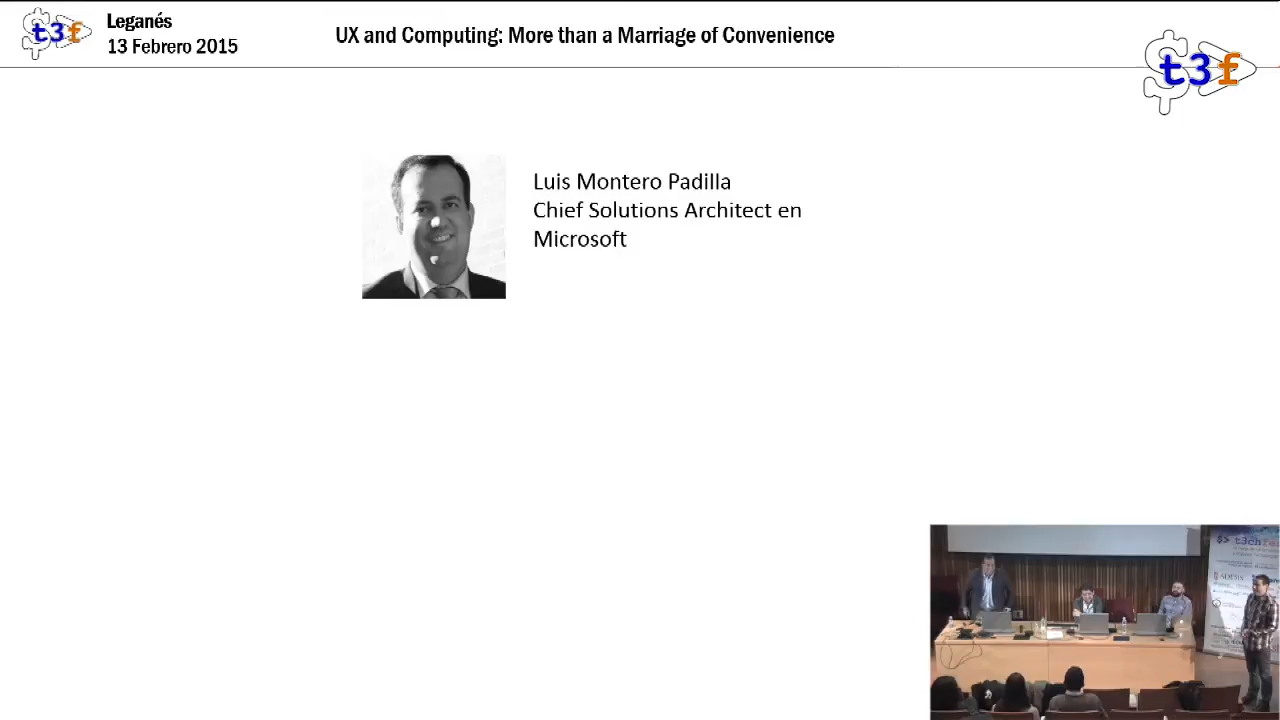 t3f
Leganés
13 Febrero 2015
UX and Computing: More than a Marriage of Convenience
t3f
Luis Montero Padilla
Chief Solutions Architect en
Microsoft